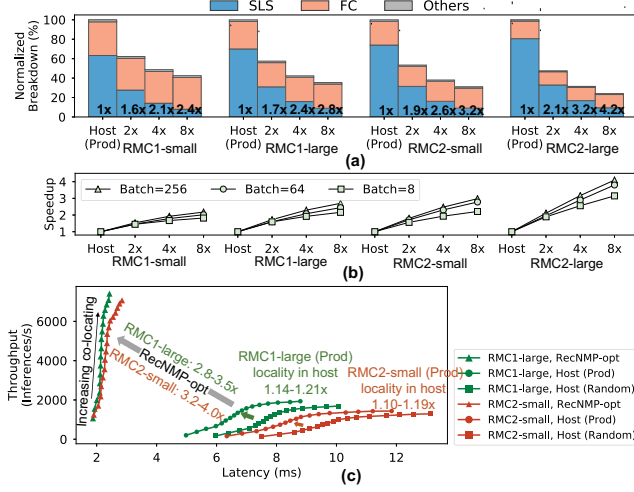 SLS FC Others
Normalized
Breakdown (%)
100
80
60
40
20
0
1x 1.6x 2.1x 2.4x
1x 1.7x 2.4x 2.8x
1x 1.9x 2.6x 3.2x
1x 2.1x 3.2x 4.2x
Host 2x 4x 8x Host 2x 4x 8x Host 2x 4x 8x Host 2x 4x 8x
(Prod) RMC1-small (Prod) RMC1-large (Prod) RMC2-small (Prod) RMC2-large
(a)
Speedup
4
3
2
1
Batch=256 Batch=64 Batch=8
Host 2x 4x 8x Host 2x 4x 8x Host 2x 4x 8x Host 2x 4x 8x
RMC1-small RMC1-large RMC2-small RMC2-large
(b)
Throughput
(Inferences/s)
6000
4000
2000
0
Increasing co-locating
RMC1-large: 2.8-3.5x
RecNMP-opt
RMC2-small: 3.2-4.0x
RMC1-large (Prod)
locality in host
1.14-1.21x
RMC2-small (Prod)
locality in host
1.10-1.19x
RMC1-large, RecNMP-opt
RMC1-large, Host (Prod)
RMC1-large, Host (Random)
RMC2-small, RecNMP-opt
RMC2-small, Host (Prod)
RMC2-small, Host (Random)
2 4 6 8 10 12
Latency (ms)
(c)